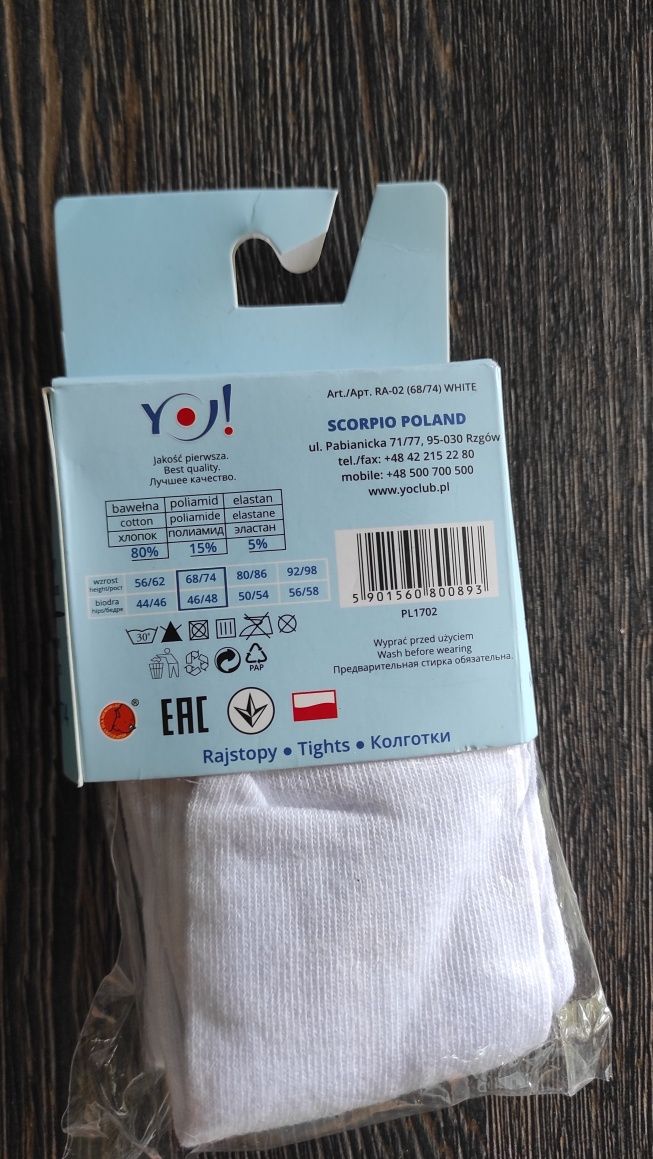 YO!
Jakość pierwsza.
Best quality.
Лучшее качество.
Art./Арт. RA-02 (68/74) WHITE
SCORPIO POLAND
ul. Pabianicka 71/77, 95-030 Rzgów
tel./fax: +48 42 215 22 80
mobile: +48 500 700 500
www.yoclub.pl
bawełna poliamid elastan
cotton poliamide elastane
хлопок полиамид эластан
80% 15% 5%
wzrost height/рост 56/62 68/74 80/86 92/98
biodra hips/бедра 44/46 46/48 50/54 56/58
5 901560 800893
PL1702
30°
PAP
Wyprać przed użyciem
Wash before wearing
Предварительная стирка обязательна.
®
EAC
Rajstopy ● Tights ● Колготки